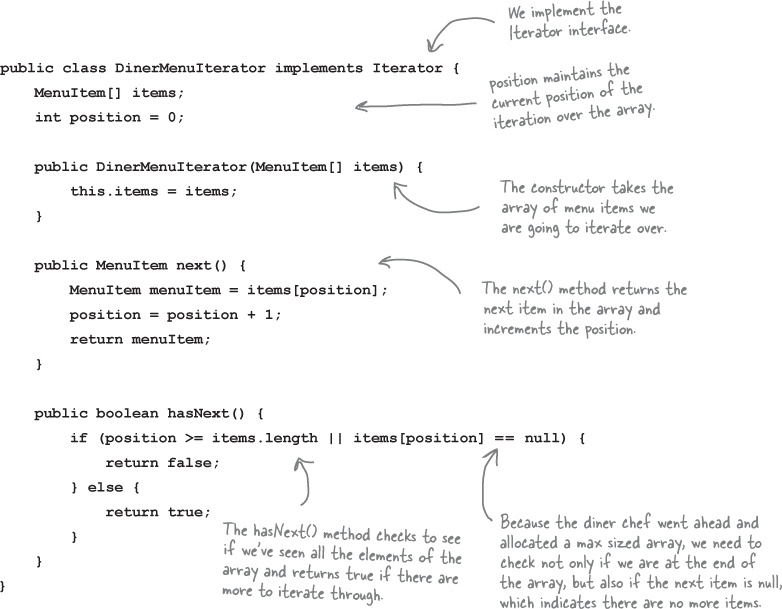 We implement the
Iterator interface.
public class DinerMenuIterator implements Iterator {
MenuItem[] items;
int position = 0;
position maintains the
current position of the
iteration over the array.
public DinerMenuIterator(MenuItem[] items) {
this.items = items;
}
The constructor takes the
array of menu items we
are going to iterate over.
public MenuItem next() {
MenuItem menuItem = items[position];
position = position + 1;
return menuItem;
}
The next() method returns the
next item in the array and
increments the position.
public boolean hasNext() {
if (position >= items.length || items[position] == null) {
return false;
} else {
return true;
}
}
}
The hasNext() method checks to see
if we've seen all the elements of the
array and returns true if there are
more to iterate through.
Because the diner chef went ahead and
allocated a max sized array, we need to
check not only if we are at the end of
the array, but also if the next item is null,
which indicates there are no more items.